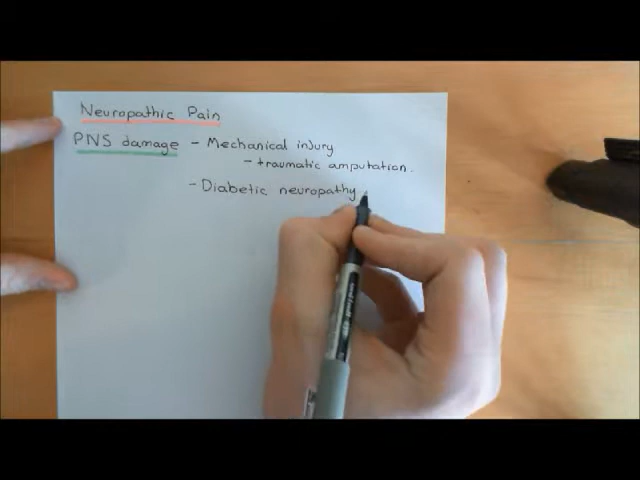 Neuropathic Pain
PNS damage - Mechanical injury
- traumatic amputation.
- Diabetic neuropathy